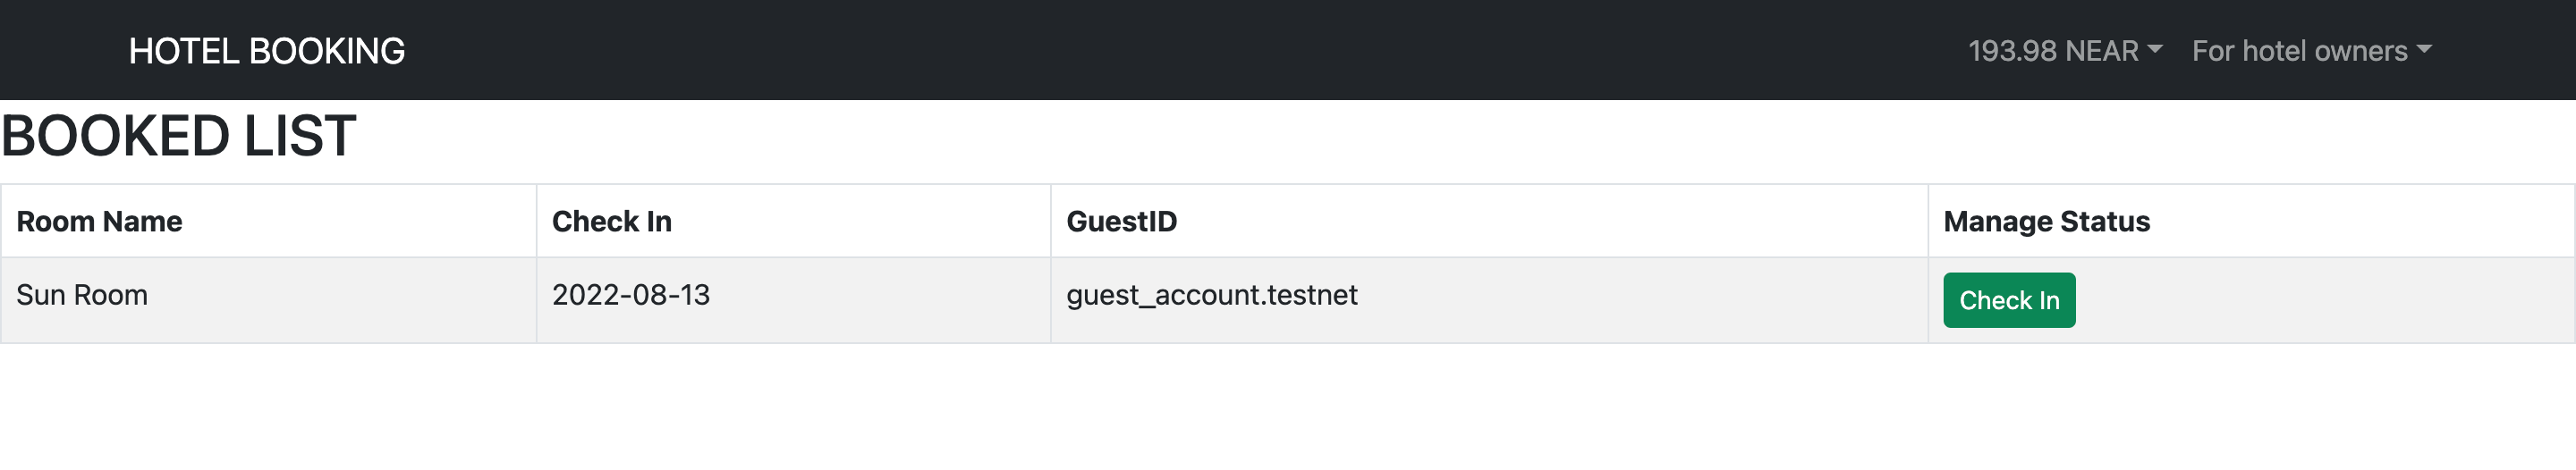 HOTEL BOOKING 193.98 NEAR For hotel owners
BOOKED LIST
Room Name Check In GuestID Manage Status
Sun Room 2022-08-13 guest_account.testnet Check In